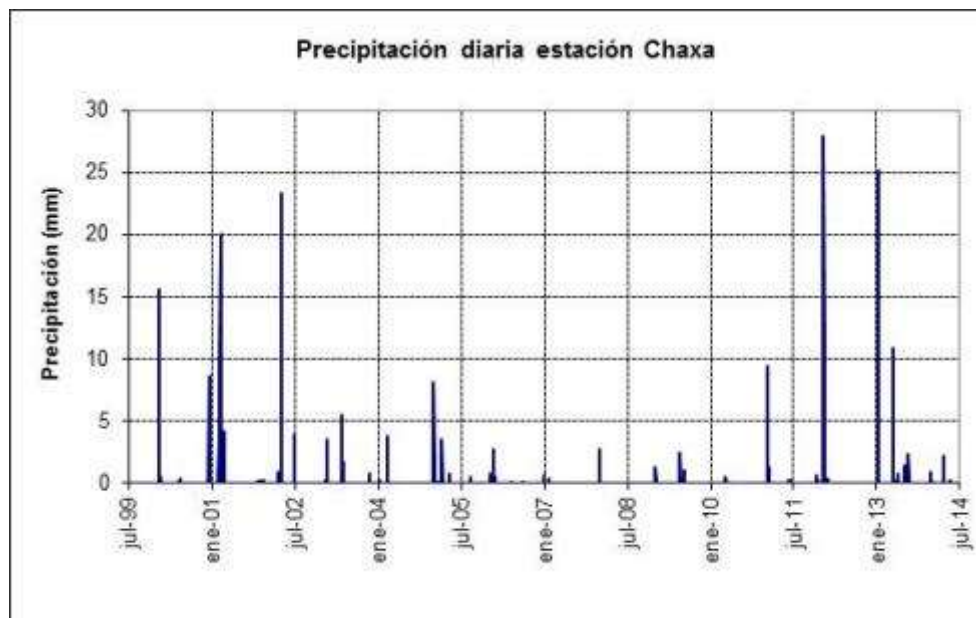 Precipitación diaria estación Chaxa
Precipitación (mm)
30
25
20
15
10
5
0
jul-99
ene-01
jul-02
ene-04
jul-05
ene-07
jul-08
ene-10
jul-11
ene-13
jul-14